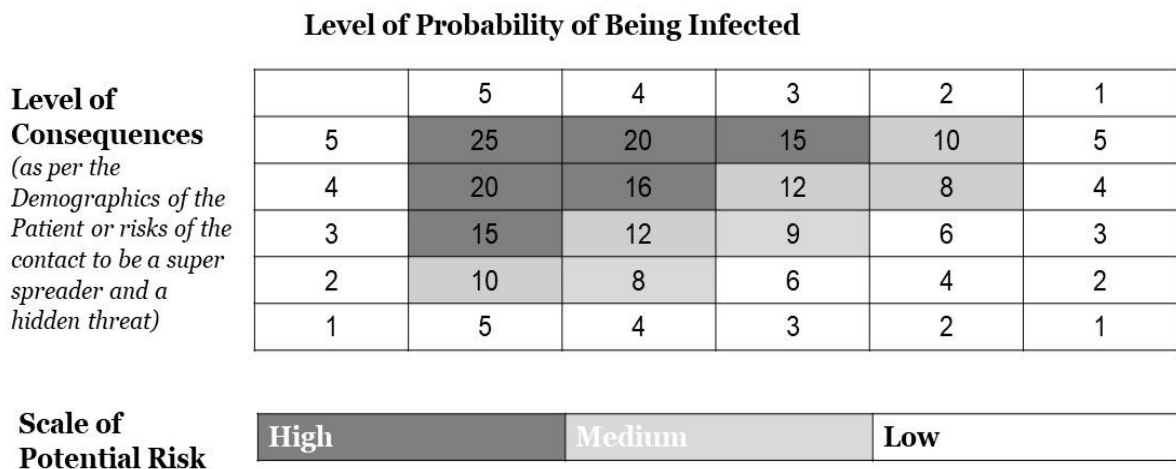 Level of Probability of Being Infected
Level of
Consequences
(as per the
Demographics of the
Patient or risks of the
contact to be a super
spreader and a
hidden threat)
5 4 3 2 1
5 25 20 15 10 5
4 20 16 12 8 4
3 15 12 9 6 3
2 10 8 6 4 2
1 5 4 3 2 1
Scale of
Potential Risk
High Medium Low